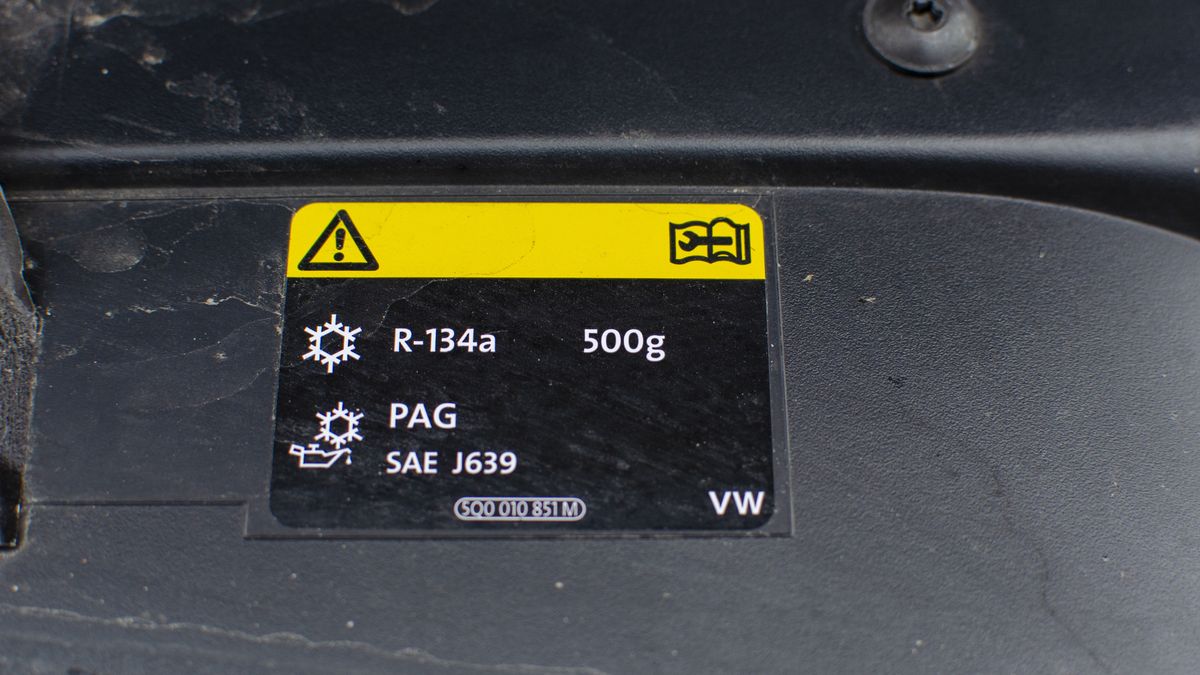 R-134a 500g
PAG
SAE J639
5Q0 010 851 M
VW